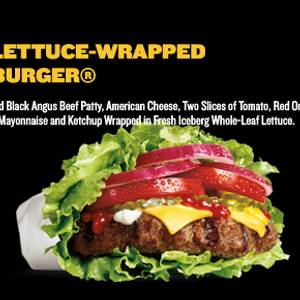 LETTUCE-WRAPPED
BURGER®
d Black Angus Beef Patty, American Cheese, Two Slices of Tomato, Red On
Mayonnaise and Ketchup Wrapped in Fresh Iceberg Whole-Leaf Lettuce.